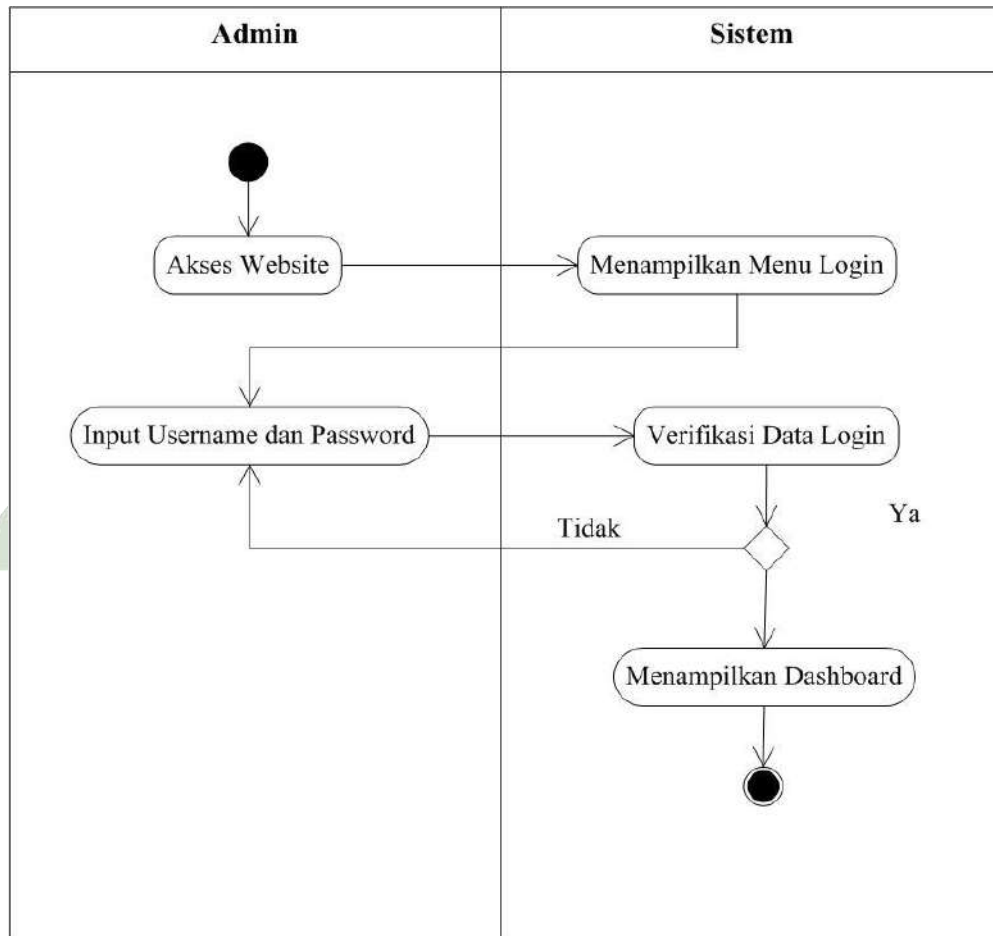 Admin
Sistem
Akses Website
Menampilkan Menu Login
Input Username dan Password
Verifikasi Data Login
Ya
Tidak
Menampilkan Dashboard